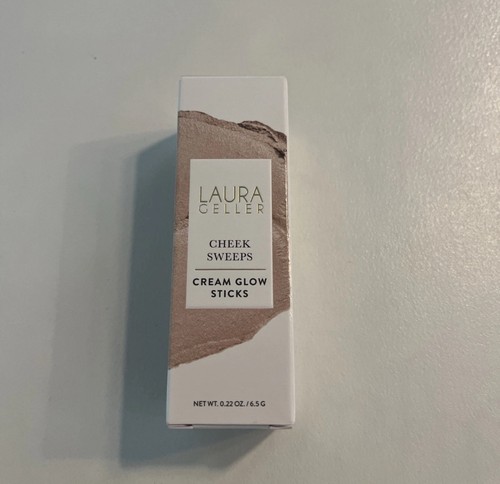 LAURA
GELLER
CHEEK
SWEEPS
CREAM GLOW
STICKS
NET WT. 0.22 OZ. / 6.5 G